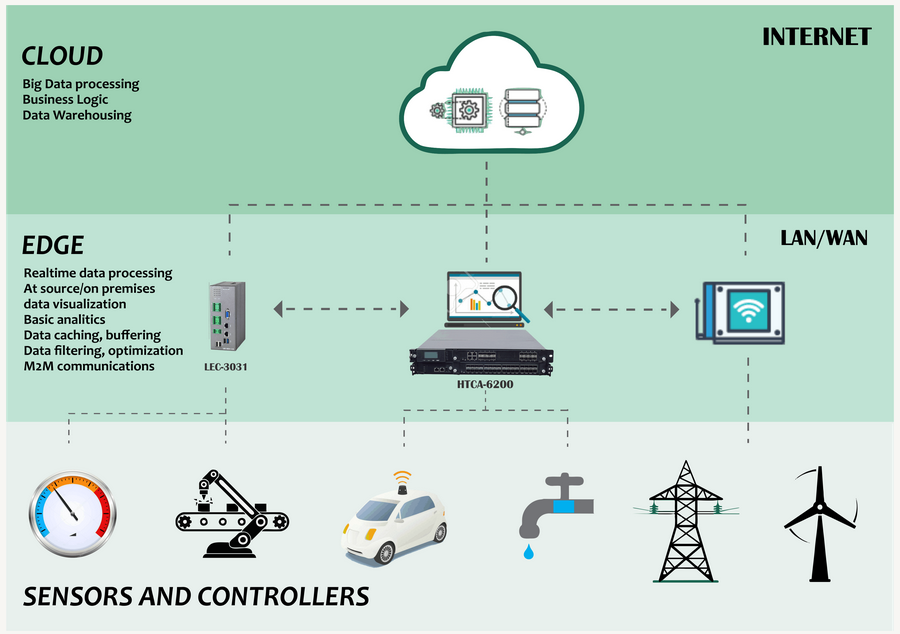 CLOUD
Big Data processing
Business Logic
Data Warehousing
INTERNET
EDGE
Realtime data processing
At source/on premises
data visualization
Basic analitics
Data caching, buffering
Data filtering, optimization
M2M communications
LAN/WAN
LEC-3031
HTCA-6200
SENSORS AND CONTROLLERS